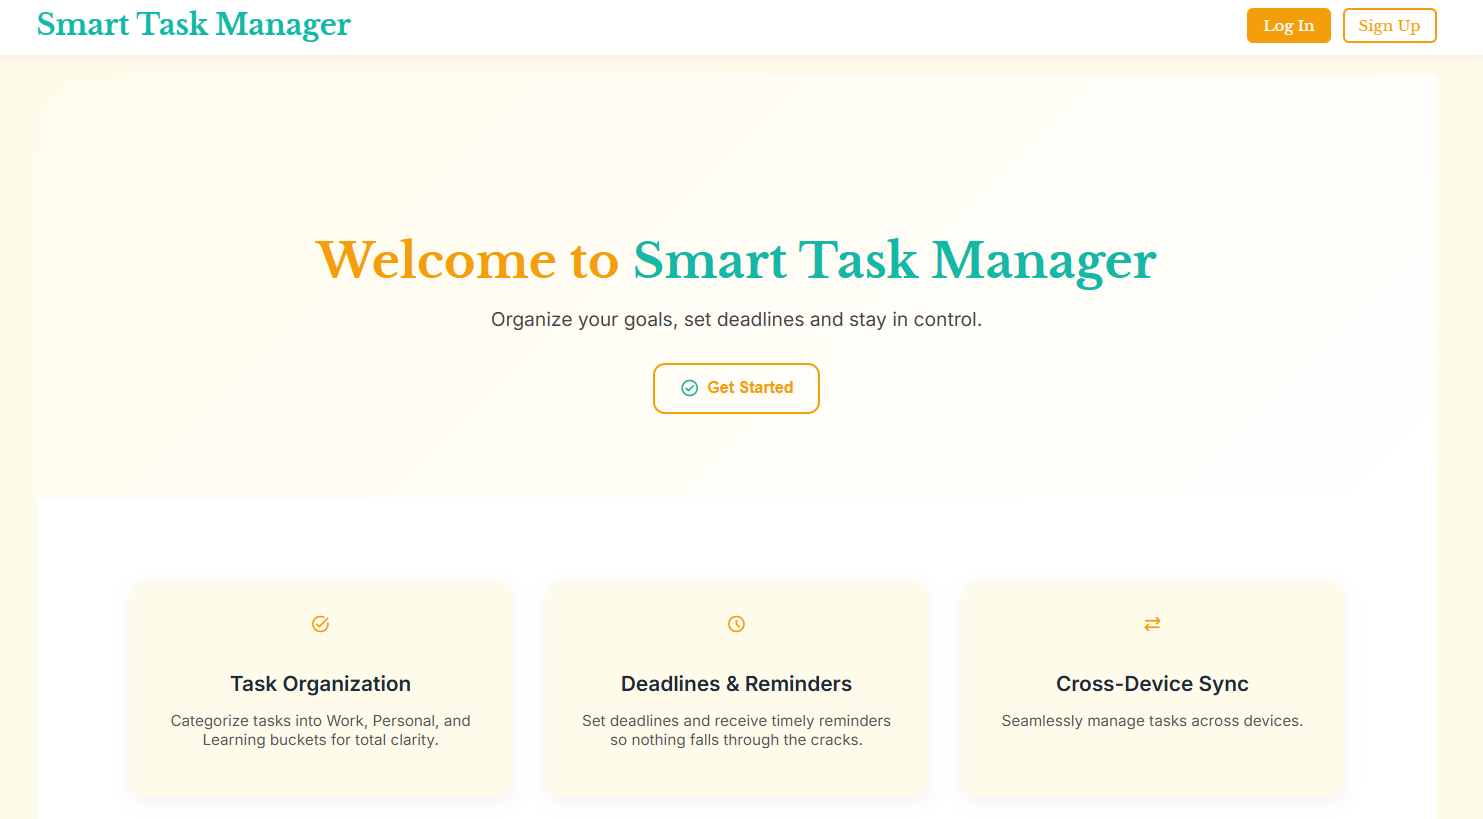 Smart Task Manager
Log In
Sign Up
Welcome to Smart Task Manager
Organize your goals, set deadlines and stay in control.
Get Started
Task Organization
Categorize tasks into Work, Personal, and
Learning buckets for total clarity.
Deadlines & Reminders
Set deadlines and receive timely reminders
so nothing falls through the cracks.
Cross-Device Sync
Seamlessly manage tasks across devices.